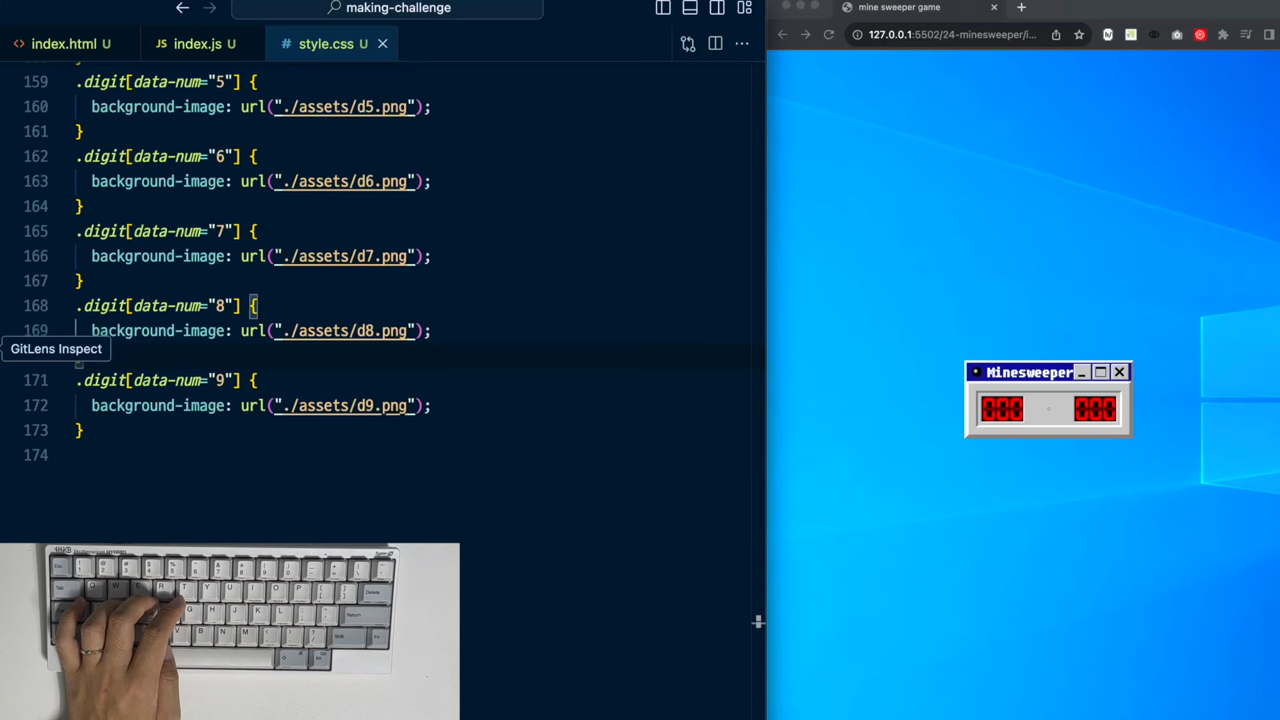 making-challenge
mine sweeper game
index.html U
index.js U
style.css U
127.0.0.1:5502/24-minesweeper/i...
159 .digit[data-num="5"] {
160 background-image: url("./assets/d5.png");
161 }
162 .digit[data-num="6"] {
163 background-image: url("./assets/d6.png");
164 }
165 .digit[data-num="7"] {
166 background-image: url("./assets/d7.png");
167 }
168 .digit[data-num="8"] {
169 background-image: url("./assets/d8.png");
GitLens Inspect
171 .digit[data-num="9"] {
172 background-image: url("./assets/d9.png");
173 }
174
Minesweeper
000 000